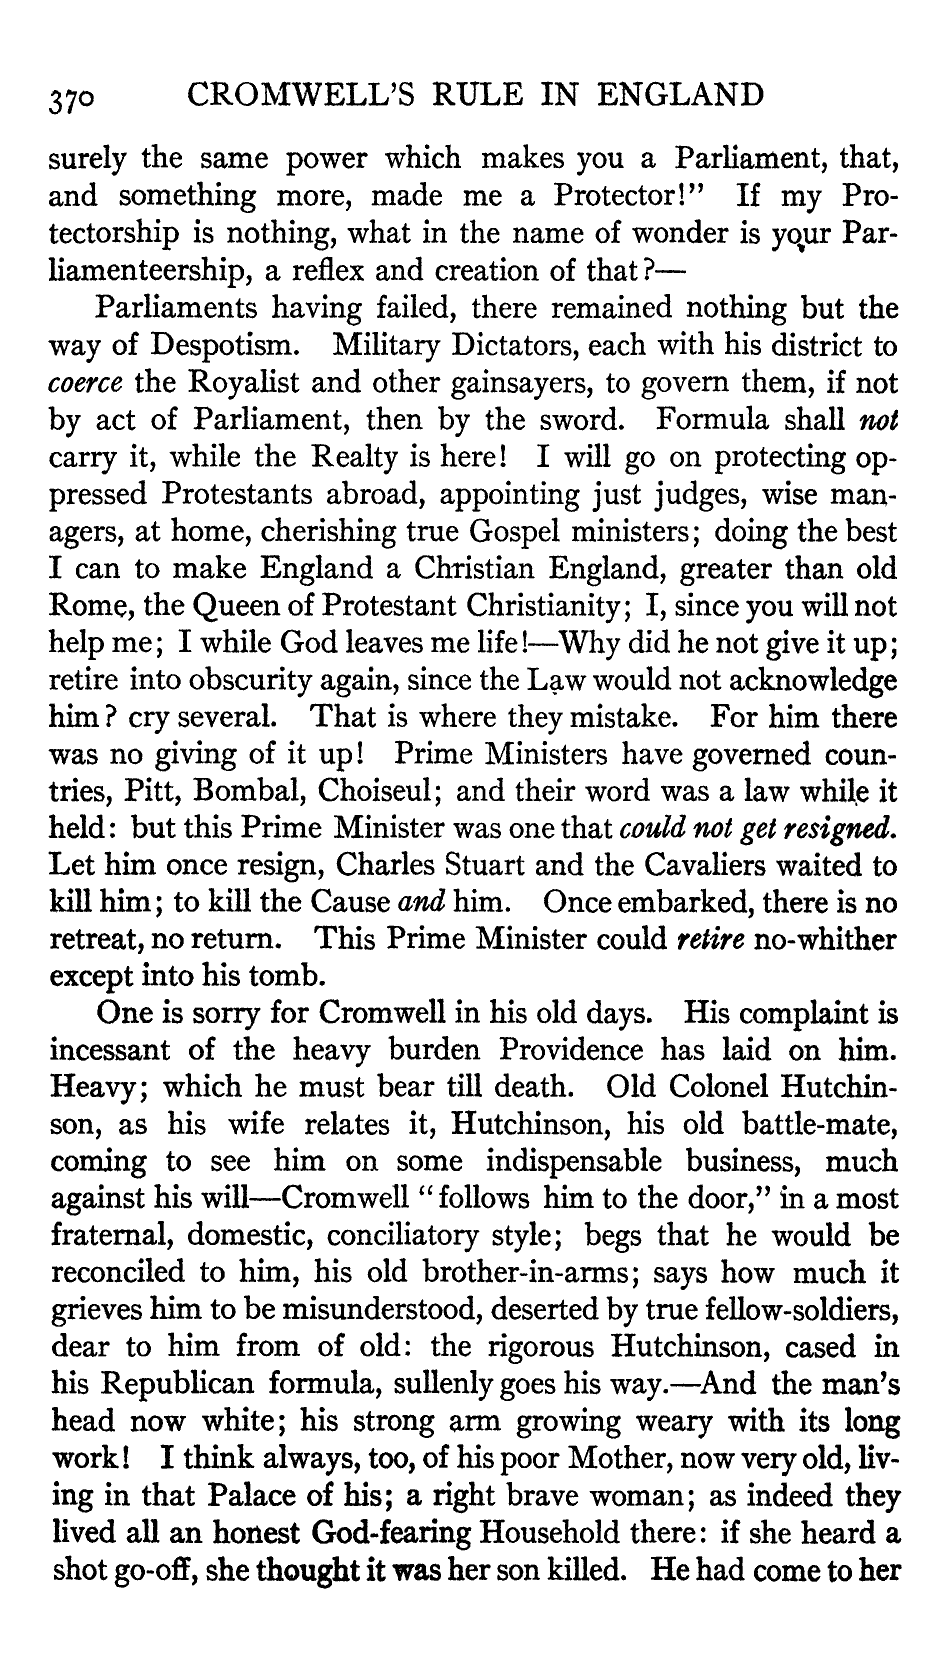 370 CROMWELL'S RULE IN ENGLAND
surely the same power which makes you a Parliament, that,
and something more, made me a Protector!" If my Pro-
tectorship is nothing, what in the name of wonder is your Par-
liamenteership, a reflex and creation of that?—
Parliaments having failed, there remained nothing but the
way of Despotism. Military Dictators, each with his district to
coerce the Royalist and other gainsayers, to govern them, if not
by act of Parliament, then by the sword. Formula shall not
carry it, while the Realty is here! I will go on protecting op-
pressed Protestants abroad, appointing just judges, wise man-
agers, at home, cherishing true Gospel ministers; doing the best
I can to make England a Christian England, greater than old
Rome, the Queen of Protestant Christianity; I, since you will not
help me; I while God leaves me life!—Why did he not give it up;
retire into obscurity again, since the Law would not acknowledge
him? cry several. That is where they mistake. For him there
was no giving of it up! Prime Ministers have governed coun-
tries, Pitt, Bombal, Choiseul; and their word was a law while it
held: but this Prime Minister was one that could not get resigned.
Let him once resign, Charles Stuart and the Cavaliers waited to
kill him; to kill the Cause and him. Once embarked, there is no
retreat, no return. This Prime Minister could retire no-whither
except into his tomb.
One is sorry for Cromwell in his old days. His complaint is
incessant of the heavy burden Providence has laid on him.
Heavy; which he must bear till death. Old Colonel Hutchin-
son, as his wife relates it, Hutchinson, his old battle-mate,
coming to see him on some indispensable business, much
against his will—Cromwell "follows him to the door," in a most
fraternal, domestic, conciliatory style; begs that he would be
reconciled to him, his old brother-in-arms; says how much it
grieves him to be misunderstood, deserted by true fellow-soldiers,
dear to him from of old: the rigorous Hutchinson, cased in
his Republican formula, sullenly goes his way.—And the man's
head now white; his strong arm growing weary with its long
work! I think always, too, of his poor Mother, now very old, liv-
ing in that Palace of his; a right brave woman; as indeed they
lived all an honest God-fearing Household there: if she heard a
shot go-off, she thought it was her son killed. He had come to her